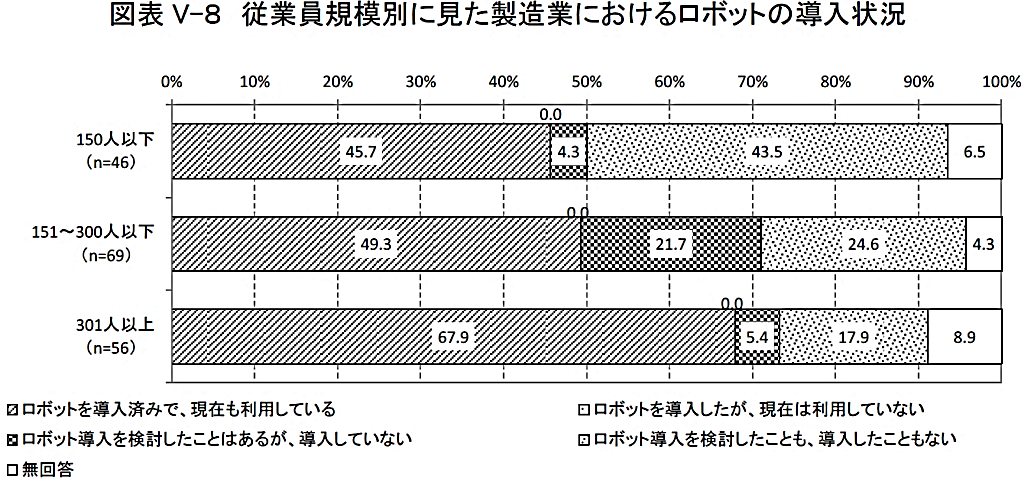 図表 Ⅴ-8　従業員規模別に見た製造業におけるロボットの導入状況
0% 10% 20% 30% 40% 50% 60% 70% 80% 90% 100%
0.0
150人以下
（n=46）
45.7 4.3 43.5 6.5
0.0
151～300人以下
（n=69）
49.3 21.7 24.6 4.3
0.0
301人以上
（n=56）
67.9 5.4 17.9 8.9
ロボットを導入済みで、現在も利用している
ロボットを導入したが、現在は利用していない
ロボット導入を検討したことはあるが、導入していない
ロボット導入を検討したことも、導入したこともない
無回答